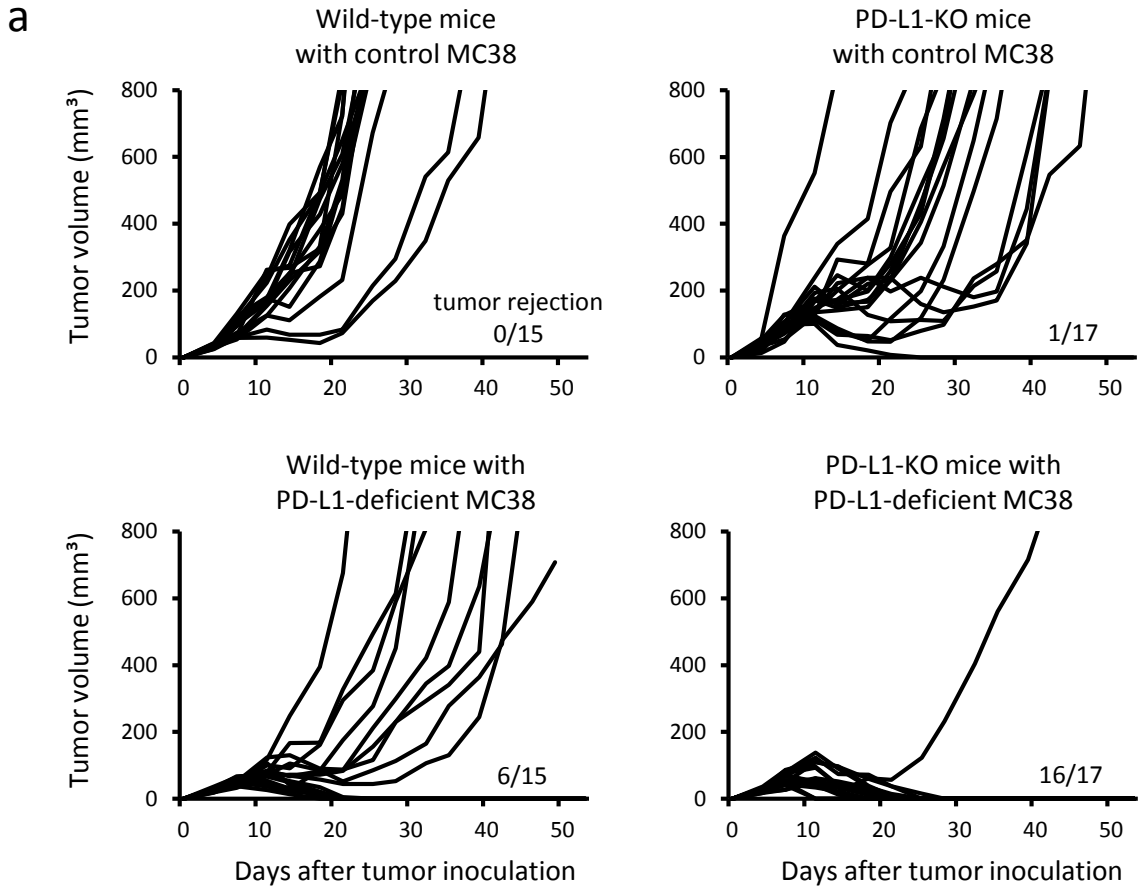 a
Wild-type mice
with control MC38
Tumor volume (mm³)
800
600
400
200
0
tumor rejection
0/15
0 10 20 30 40 50
PD-L1-KO mice
with control MC38
800
600
400
200
0
1/17
0 10 20 30 40 50
Wild-type mice with
PD-L1-deficient MC38
Tumor volume (mm³)
800
600
400
200
0
6/15
0 10 20 30 40 50
Days after tumor inoculation
PD-L1-KO mice with
PD-L1-deficient MC38
800
600
400
200
0
16/17
0 10 20 30 40 50
Days after tumor inoculation